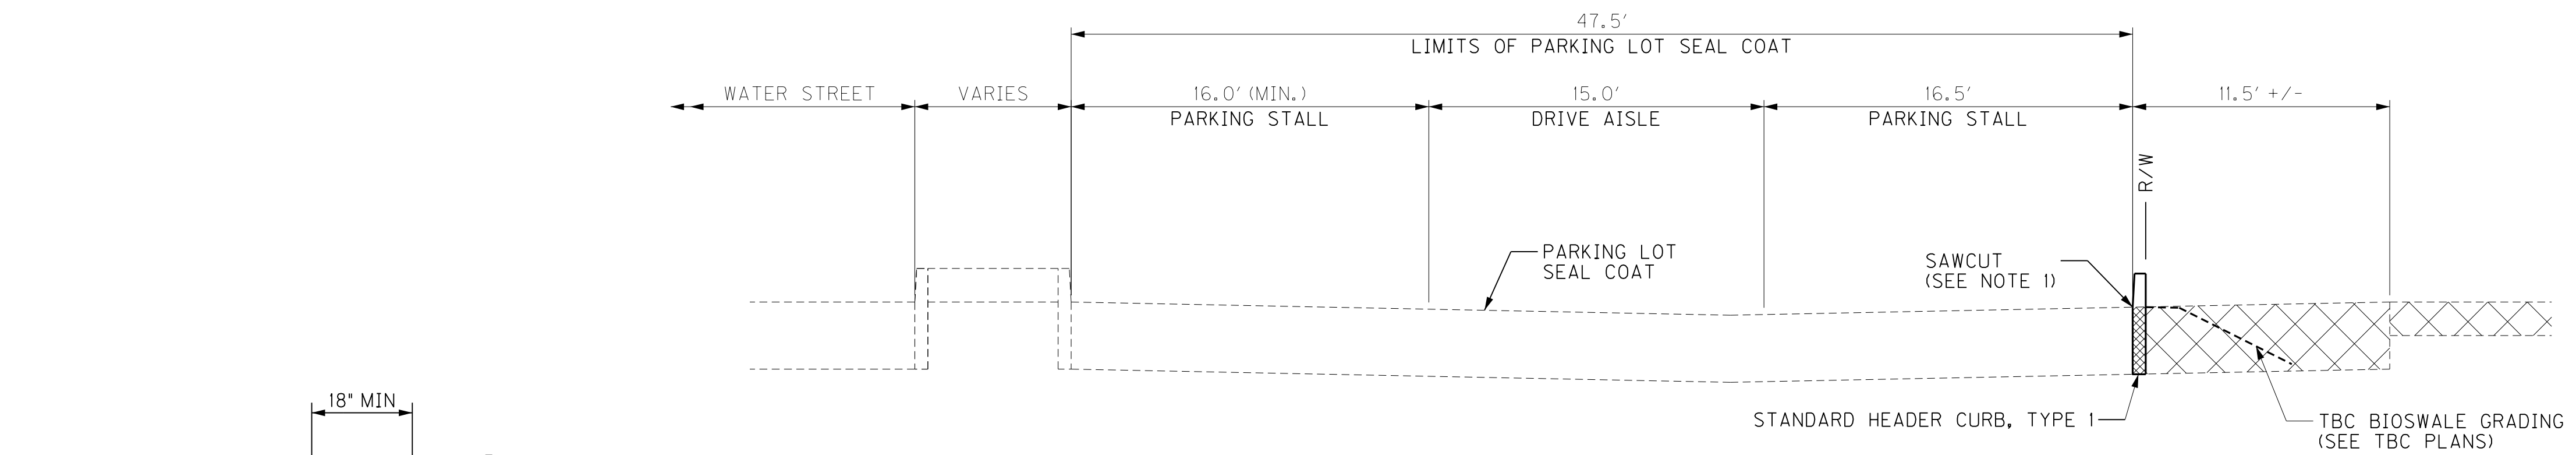 47.5'
LIMITS OF PARKING LOT SEAL COAT
WATER STREET
VARIES
16.0' (MIN.)
PARKING STALL
15.0'
DRIVE AISLE
16.5'
PARKING STALL
11.5' +/-
R/W
PARKING LOT
SEAL COAT
SAWCUT
(SEE NOTE 1)
18" MIN
STANDARD HEADER CURB, TYPE 1
TBC BIOSWALE GRADING
(SEE TBC PLANS)